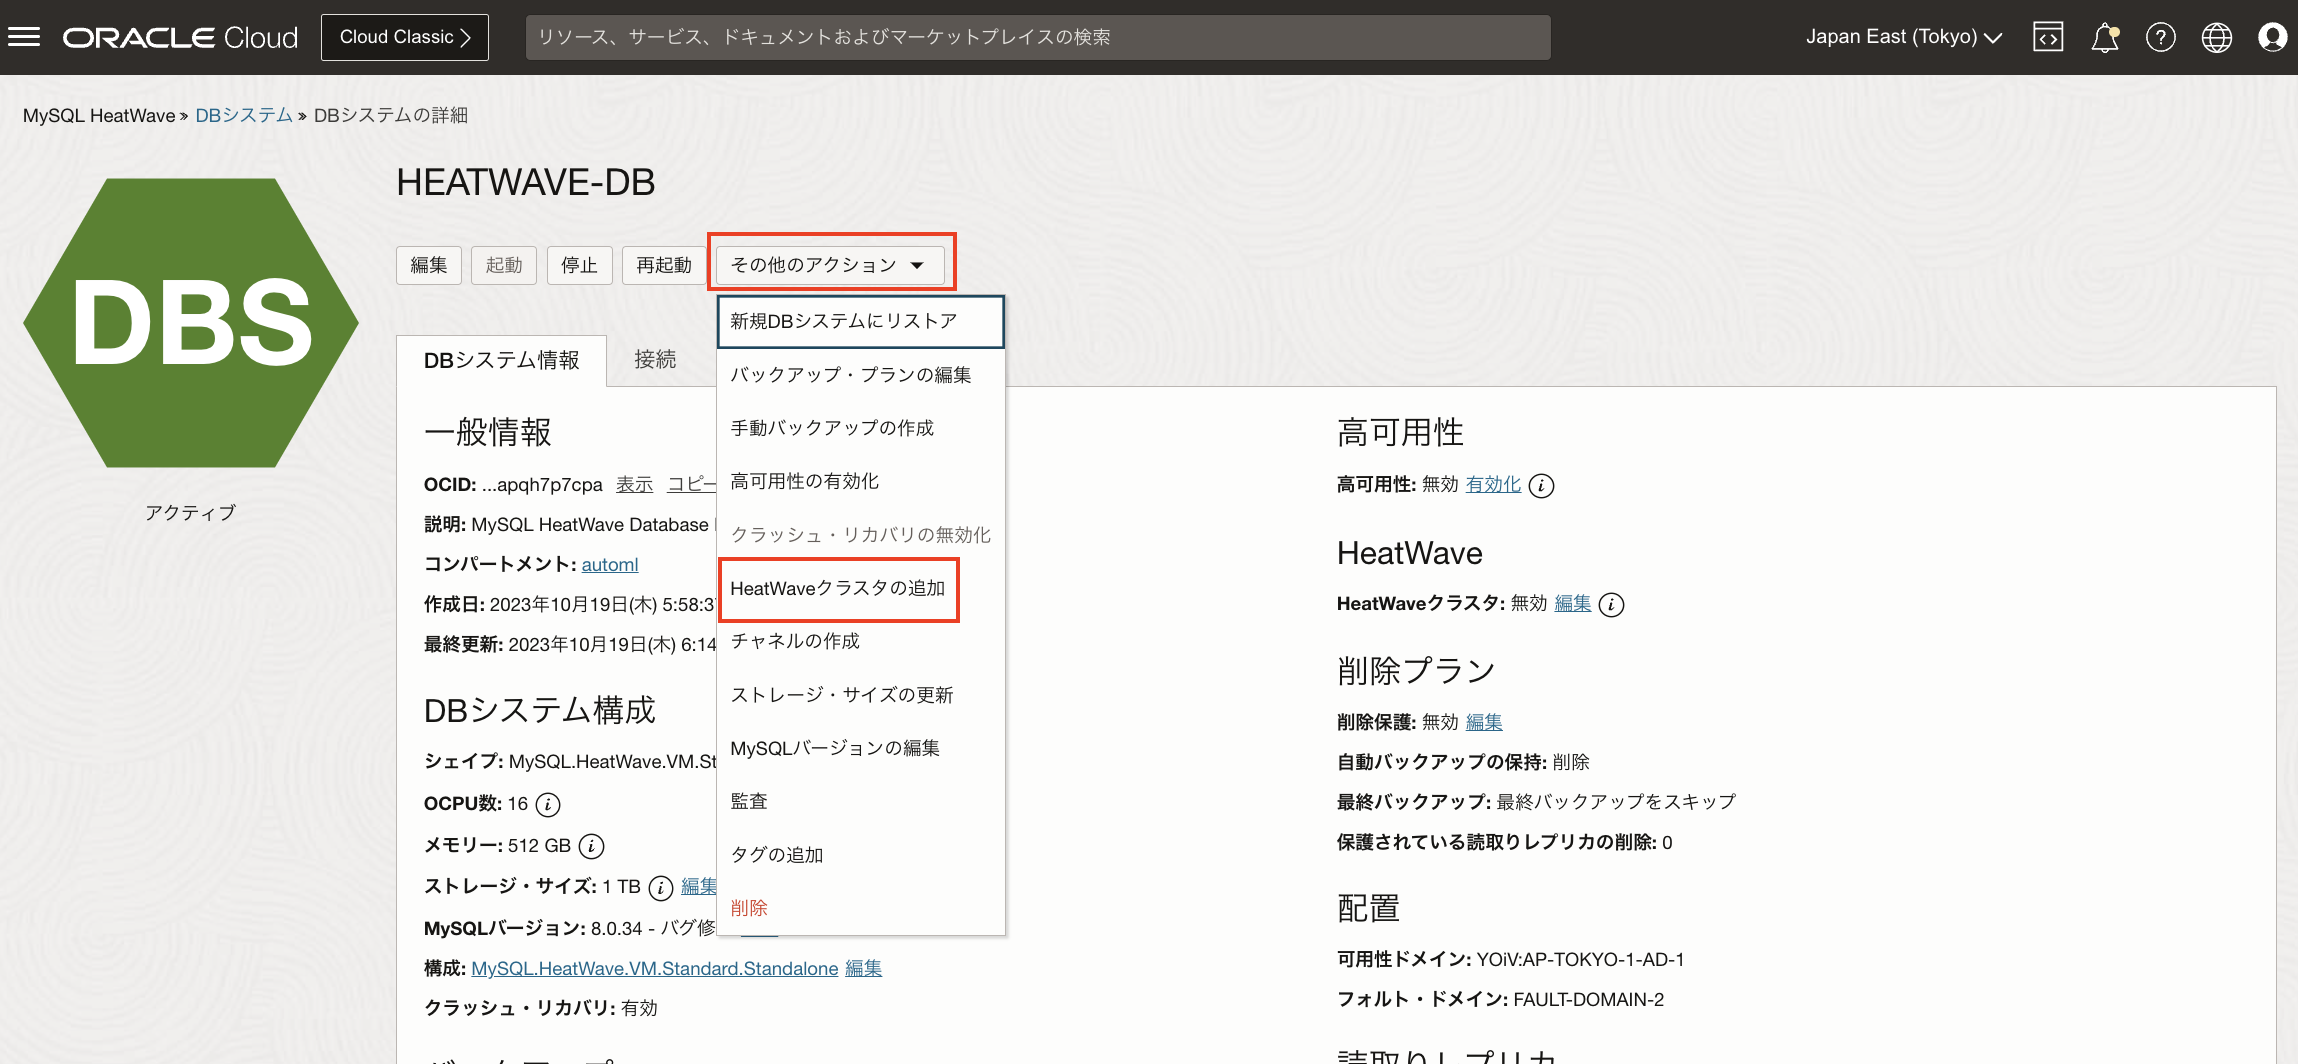 ORACLE Cloud
Cloud Classic
リソース、サービス、ドキュメントおよびマーケットプレイスの検索
Japan East (Tokyo)
MySQL HeatWave » DBシステム » DBシステムの詳細
DBS
アクティブ
HEATWAVE-DB
編集
起動
停止
再起動
その他のアクション
新規DBシステムにリストア
バックアップ・プランの編集
手動バックアップの作成
高可用性の有効化
クラッシュ・リカバリの無効化
HeatWaveクラスタの追加
チャネルの作成
ストレージ・サイズの更新
MySQLバージョンの編集
監査
タグの追加
削除
DBシステム情報
接続
一般情報
OCID: ...apqh7p7cpa 表示 コピー
説明: MySQL HeatWave Database
コンパートメント: automl
作成日: 2023年10月19日(木) 5:58:3
最終更新: 2023年10月19日(木) 6:14
DBシステム構成
シェイプ: MySQL.HeatWave.VM.St
OCPU数: 16
メモリー: 512 GB
ストレージ・サイズ: 1 TB 編集
MySQLバージョン: 8.0.34 - バグ修
構成: MySQL.HeatWave.VM.Standard.Standalone 編集
クラッシュ・リカバリ: 有効
高可用性
高可用性: 無効 有効化
HeatWave
HeatWaveクラスタ: 無効 編集
削除プラン
削除保護: 無効 編集
自動バックアップの保持: 削除
最終バックアップ: 最終バックアップをスキップ
保護されている読取りレプリカの削除: 0
配置
可用性ドメイン: YOiV:AP-TOKYO-1-AD-1
フォルト・ドメイン: FAULT-DOMAIN-2
読取りレプリカ